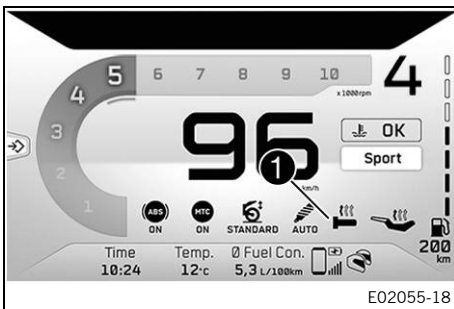 5 6 7 8 9 10
4
x1000rpm
4
3
2
1
96
km/h
OK
Sport
1
ABS
MTC
ON
ON
STANDARD
AUTO
200
km
Time
Temp.
Ø Fuel Con.
10:24
12°C
5,3 L/100km
E02055-18